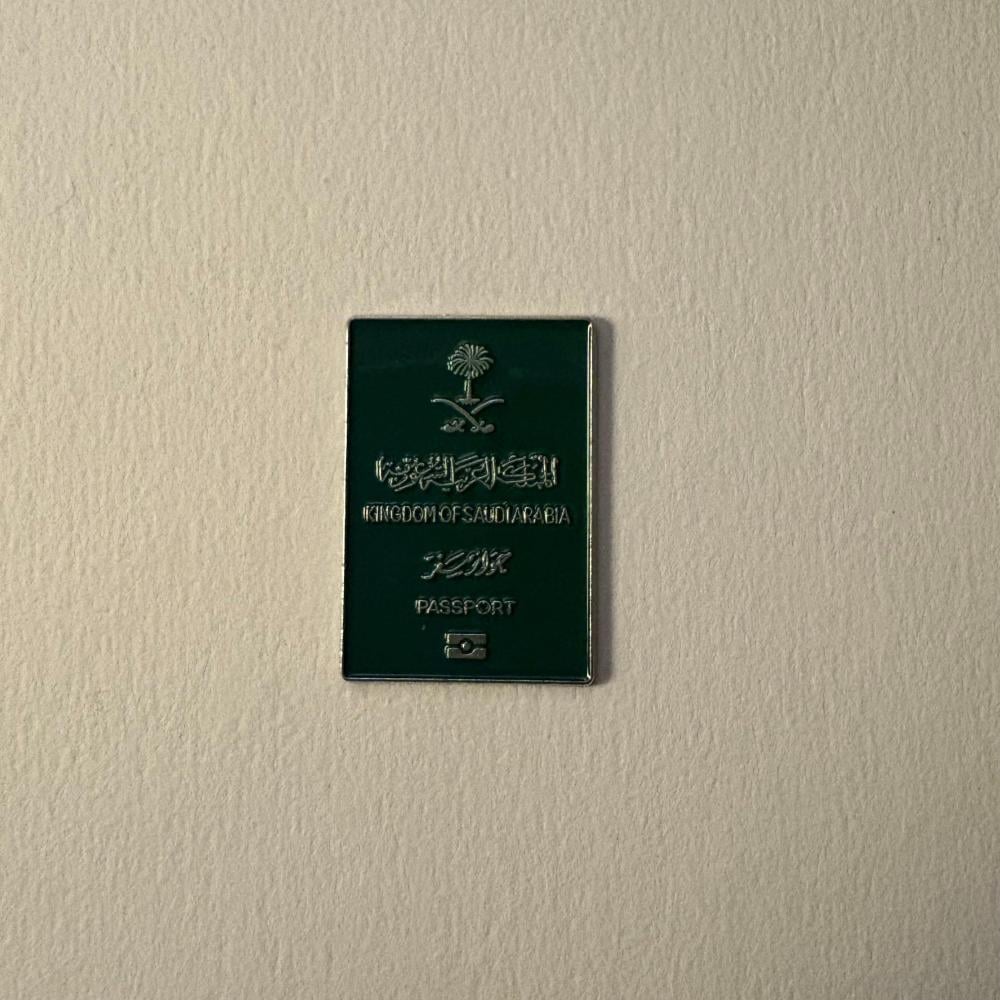 المملكة العربية السعودية
KINGDOM OF SAUDI ARABIA
جواز سفر
PASSPORT